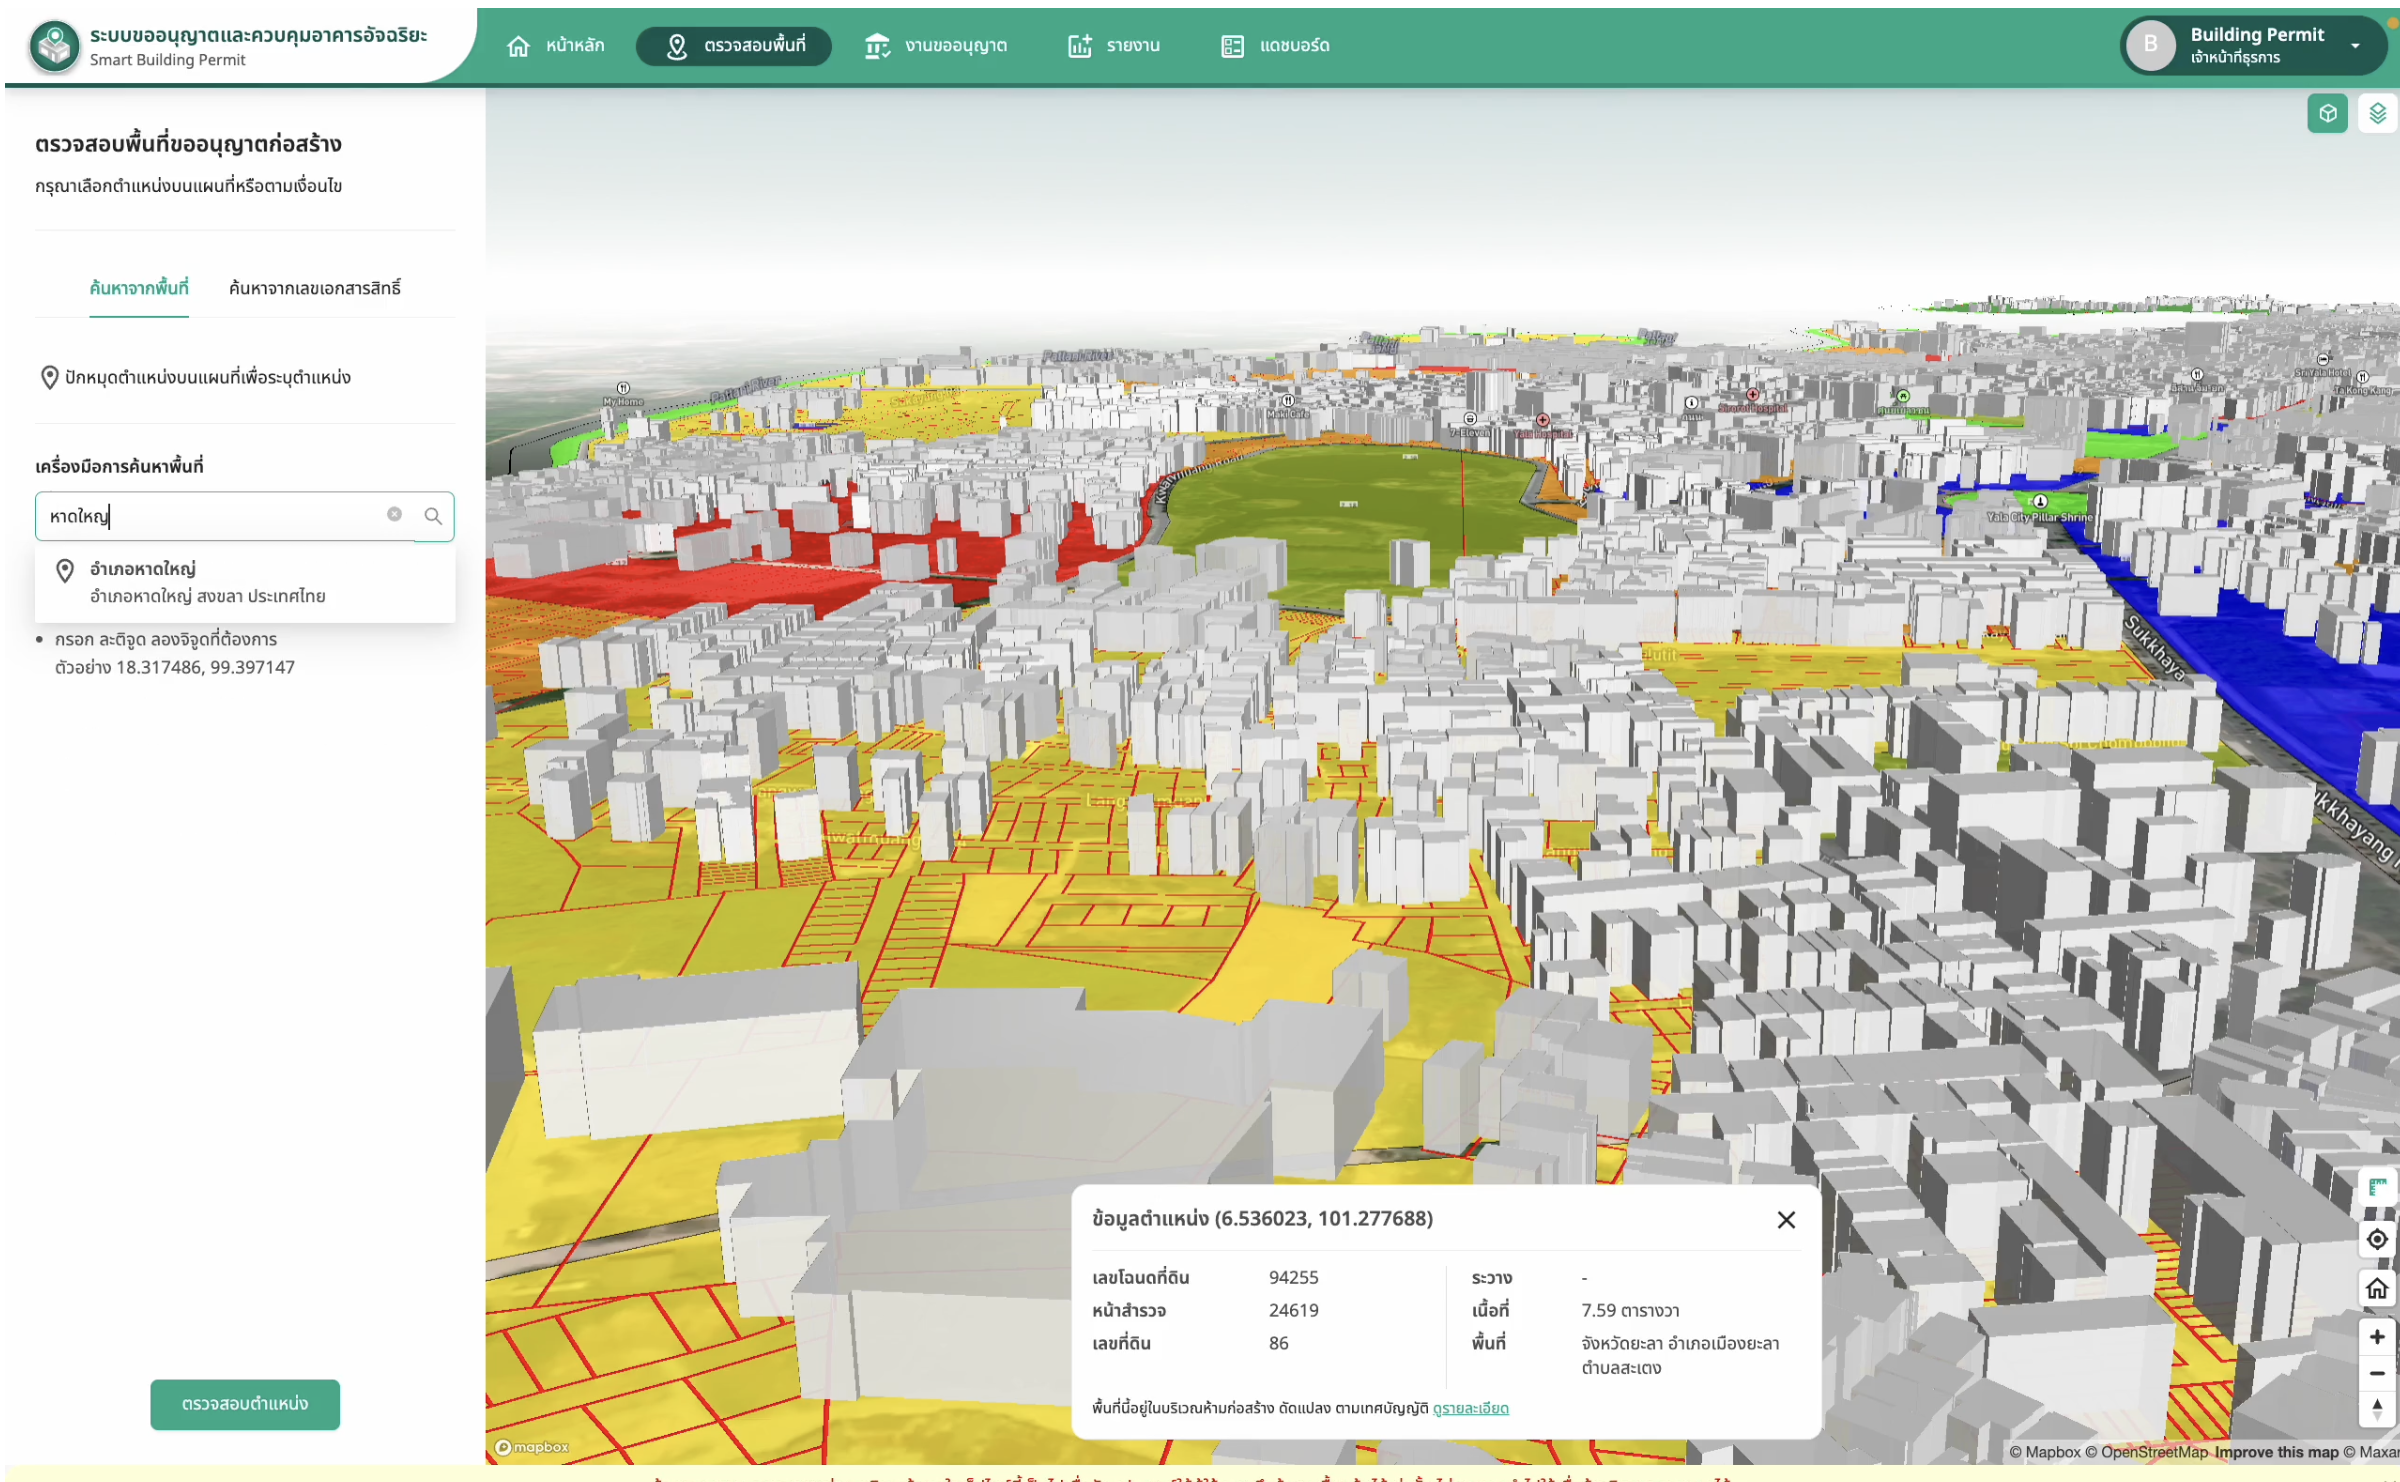 ระบบขออนุญาตและควบคุมอาคารอัจฉริยะ
Smart Building Permit
หน้าหลัก
ตรวจสอบพื้นที่
งานขออนุญาต
รายงาน
แดชบอร์ด
B
Building Permit
เจ้าหน้าที่ธุรการ
ตรวจสอบพื้นที่ขออนุญาตก่อสร้าง
กรุณาเลือกตำแหน่งบนแผนที่หรือตามเงื่อนไข
ค้นหาจากพื้นที่ ค้นหาจากเลขเอกสารสิทธิ์
ปักหมุดตำแหน่งบนแผนที่เพื่อระบุตำแหน่ง
เครื่องมือการค้นหาพื้นที่
หาดใหญ
อำเภอหาดใหญ่
อำเภอหาดใหญ่ สงขลา ประเทศไทย
กรอก ละติจูด ลองจิจูดที่ต้องการ
ตัวอย่าง 18.317486, 99.397147
ตรวจสอบตำแหน่ง
Pattani River
Pattani River
My Home
Maki Cafe
7-Eleven
Yala Hospital
Sirorot Hospital
Sri Yala Hotel
Ta Kong Kang
Yala City Pillar Shrine
Sukkhaya
ukkhayang
ข้อมูลตำแหน่ง (6.536023, 101.277688)
เลขโฉนดที่ดิน 94255
ระวาง -
หน้าสำรวจ 24619
เนื้อที่ 7.59 ตารางวา
เลขที่ดิน 86
พื้นที่ จังหวัดยะลา อำเภอเมืองยะลา
ตำบลสะเตง
พื้นที่นี้อยู่ในบริเวณห้ามก่อสร้าง ดัดแปลง ตามเทศบัญญัติ ดูรายละเอียด
mapbox
© Mapbox © OpenStreetMap Improve this map © Maxar